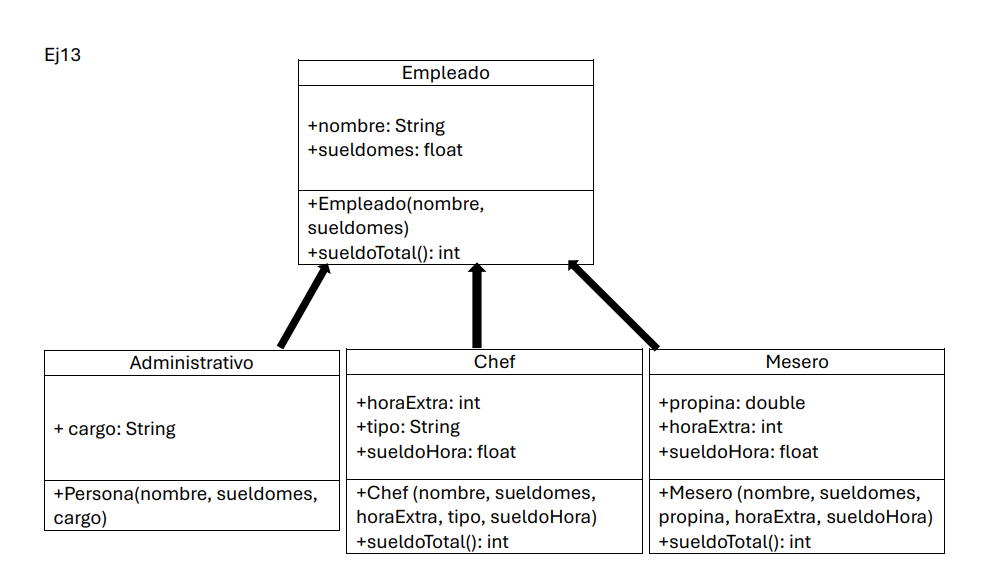 Ej13
Empleado
+nombre: String
+sueldomes: float
+Empleado(nombre,
sueldomes)
+sueldoTotal(): int
Administrativo
+ cargo: String
+Persona(nombre, sueldomes,
cargo)
Chef
+horaExtra: int
+tipo: String
+sueldoHora: float
+Chef (nombre, sueldomes,
horaExtra, tipo, sueldoHora)
+sueldoTotal(): int
Mesero
+propina: double
+horaExtra: int
+sueldoHora: float
+Mesero (nombre, sueldomes,
propina, horaExtra, sueldoHora)
+sueldoTotal(): int